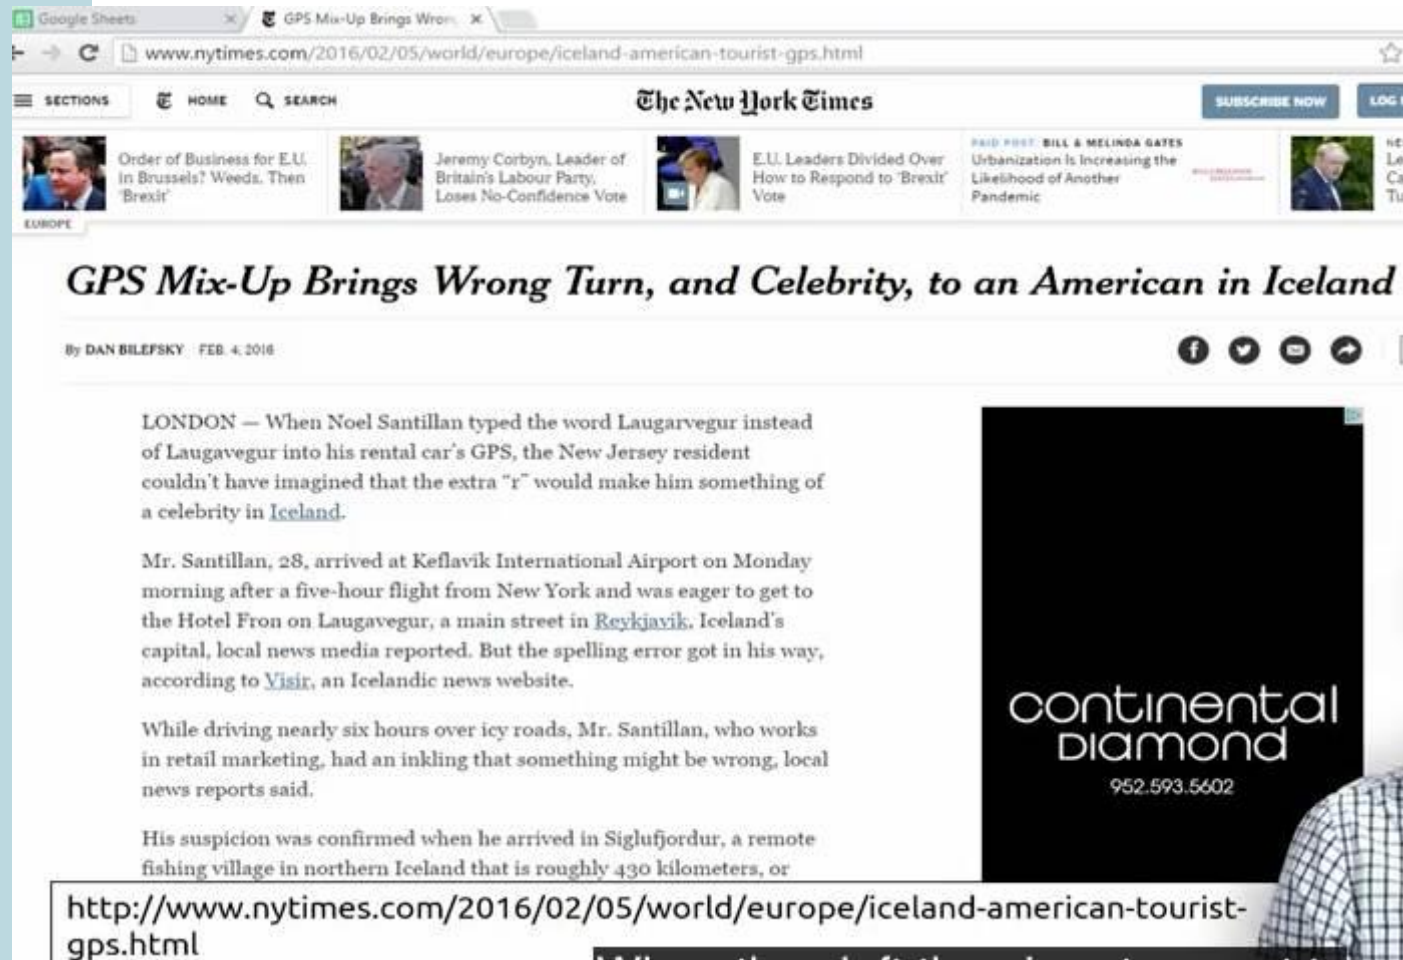 Google Sheets
GPS Mix-Up Brings Wron
www.nytimes.com/2016/02/05/world/europe/iceland-american-tourist-gps.html
SECTIONS
HOME
SEARCH
The New York Times
SUBSCRIBE NOW
LOG
Order of Business for E.U.
in Brussels? Weeds. Then
'Brexit'
Jeremy Corbyn, Leader of
Britain's Labour Party,
Loses No-Confidence Vote
E.U. Leaders Divided Over
How to Respond to 'Brexit'
Vote
PAID POST: BILL & MELINDA GATES
Urbanization Is Increasing the
Likelihood of Another
Pandemic
EUROPE
GPS Mix-Up Brings Wrong Turn, and Celebrity, to an American in Iceland
By DAN BILEFSKY FEB. 4, 2016
LONDON — When Noel Santillan typed the word Laugarvegur instead
of Laugavegur into his rental car's GPS, the New Jersey resident
couldn't have imagined that the extra "r" would make him something of
a celebrity in Iceland.
Mr. Santillan, 28, arrived at Keflavik International Airport on Monday
morning after a five-hour flight from New York and was eager to get to
the Hotel Fron on Laugavegur, a main street in Reykjavik, Iceland's
capital, local news media reported. But the spelling error got in his way,
according to Visir, an Icelandic news website.
While driving nearly six hours over icy roads, Mr. Santillan, who works
in retail marketing, had an inkling that something might be wrong, local
news reports said.
His suspicion was confirmed when he arrived in Siglufjordur, a remote
fishing village in northern Iceland that is roughly 430 kilometers, or
continental
DIAMOND
952.593.5602
http://www.nytimes.com/2016/02/05/world/europe/iceland-american-tourist-
gps.html